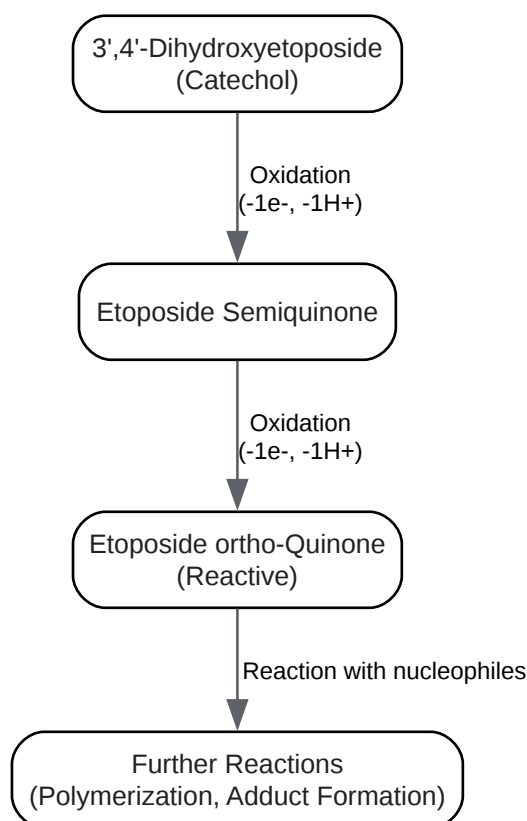 3',4'-Dihydroxyetoposide
(Catechol)
Oxidation
(-1e-, -1H+)
Etoposide Semiquinone
Oxidation
(-1e-, -1H+)
Etoposide ortho-Quinone
(Reactive)
Reaction with nucleophiles
Further Reactions
(Polymerization, Adduct Formation)